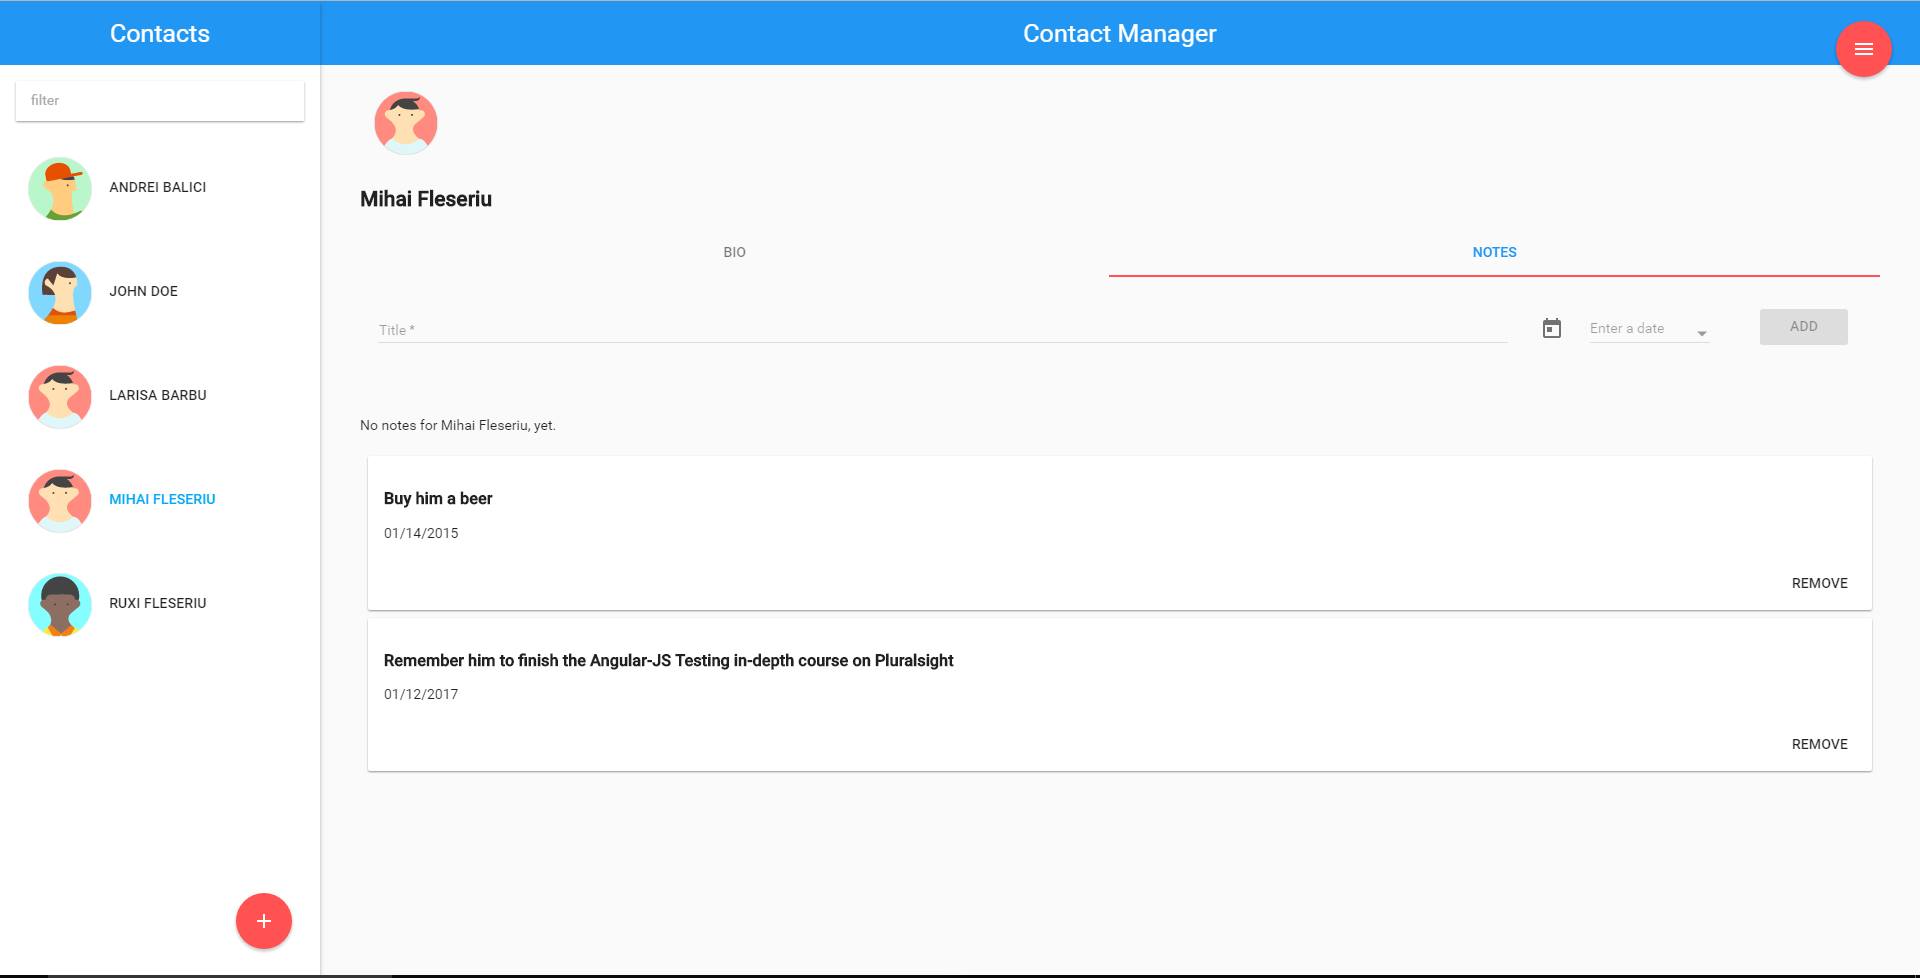 Contacts
Contact Manager
filter
ANDREI BALICI
JOHN DOE
LARISA BARBU
MIHAI FLESERIU
RUXI FLESERIU
Mihai Fleseriu
BIO
NOTES
Title *
Enter a date
ADD
No notes for Mihai Fleseriu, yet.
Buy him a beer
01/14/2015
REMOVE
Remember him to finish the Angular-JS Testing in-depth course on Pluralsight
01/12/2017
REMOVE